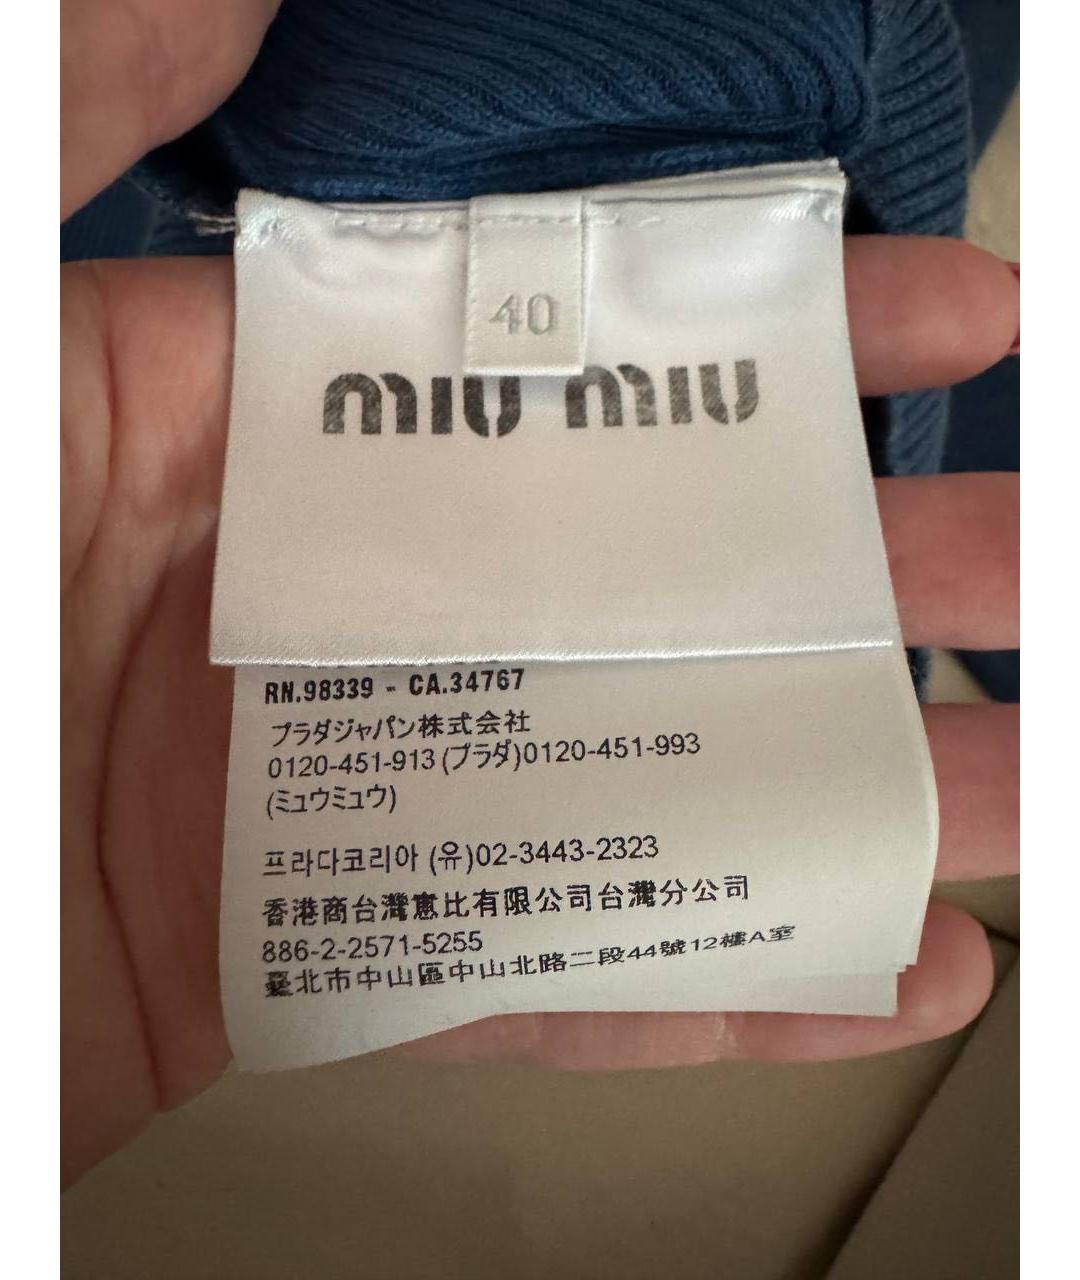 40
miu miu
RN.98339 - CA.34767
プラダジャパン株式会社
0120-451-913 (プラダ)0120-451-993
(ミュウミュウ)
프라다코리아 (유)02-3443-2323
香港商台灣惠比有限公司台灣分公司
886-2-2571-5255
臺北市中山區中山北路二段44號12樓A室